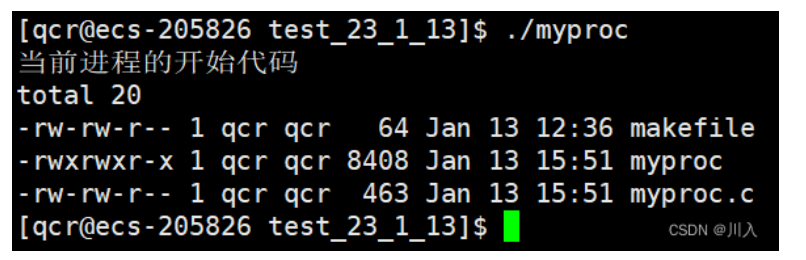 [qcr@ecs-205826 test_23_1_13]$ ./myproc
当前进程的开始代码
total 20
-rw-rw-r-- 1 qcr qcr   64 Jan 13 12:36 makefile
-rwxrwxr-x 1 qcr qcr 8408 Jan 13 15:51 myproc
-rw-rw-r-- 1 qcr qcr  463 Jan 13 15:51 myproc.c
[qcr@ecs-205826 test_23_1_13]$
CSDN @川入